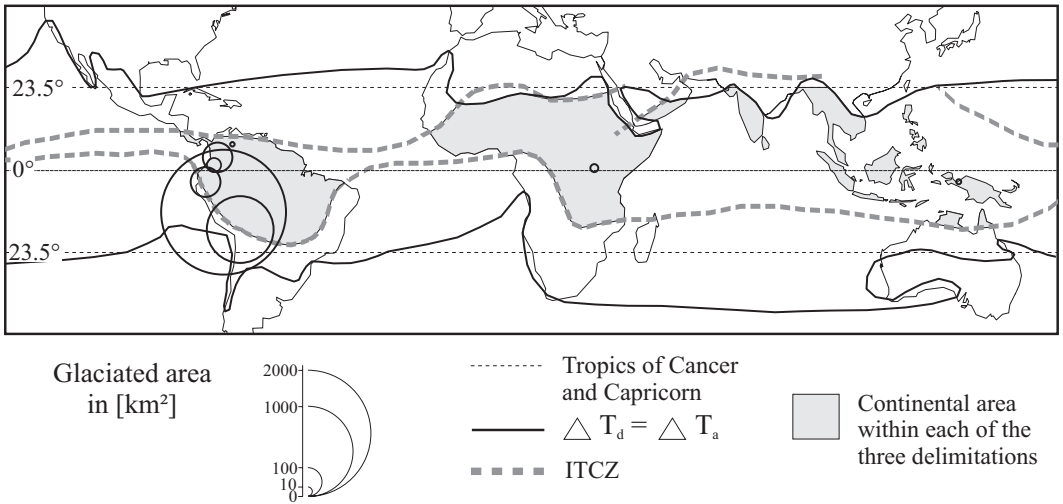 23.5°
0°
23.5°
Glaciated area
in [km²]
2000
1000
100
10
0
Tropics of Cancer
and Capricorn
△ T_d = △ T_a
ITCZ
Continental area
within each of the
three delimitations